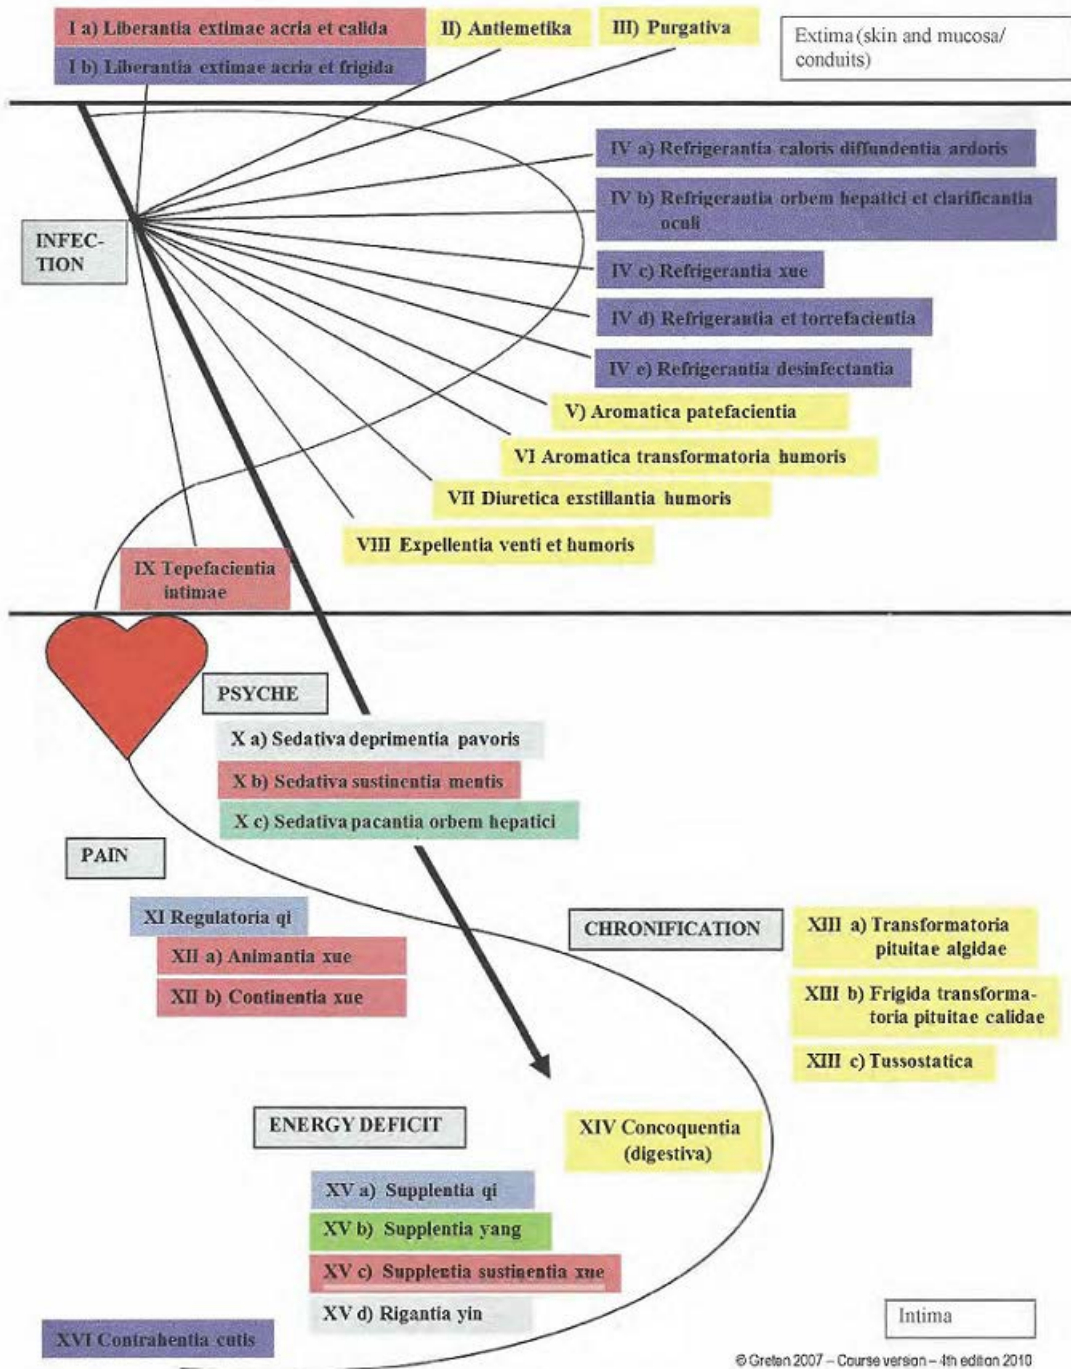 I a) Liberantia extimae acria et calida
II) Antiemetika
III) Purgativa
I b) Liberantia extimae acria et frigida
Extima (skin and mucosa/
conduits)
IV a) Refrigerantia caloris diffundentia ardoris
IV b) Refrigerantia orbem hepatici et clarificantia
oculi
INFEC-
TION
IV c) Refrigerantia xue
IV d) Refrigerantia et torrefacientia
IV e) Refrigerantia desinfectantia
V) Aromatica patefacientia
VI Aromatica transformatoria humoris
VII Diuretica exstillantia humoris
VIII Expellentia venti et humoris
IX Tepefacientia
intimae
PSYCHE
X a) Sedativa deprimentia pavoris
X b) Sedativa sustinentia mentis
X c) Sedativa pacantia orbem hepatici
PAIN
XI Regulatoria qi
XII a) Animantia xue
XII b) Continentia xue
CHRONIFICATION
XIII a) Transformatoria
pituitae algidae
XIII b) Frigida transforma-
toria pituitae calidae
XIII c) Tussostatica
ENERGY DEFICIT
XIV Concoquentia
(digestiva)
XV a) Supplentia qi
XV b) Supplentia yang
XV c) Supplentia sustinentia xue
XV d) Rigantia yin
Intima
XVI Contrahentia cutis
© Greten 2007 – Course version – 4th edition 2010